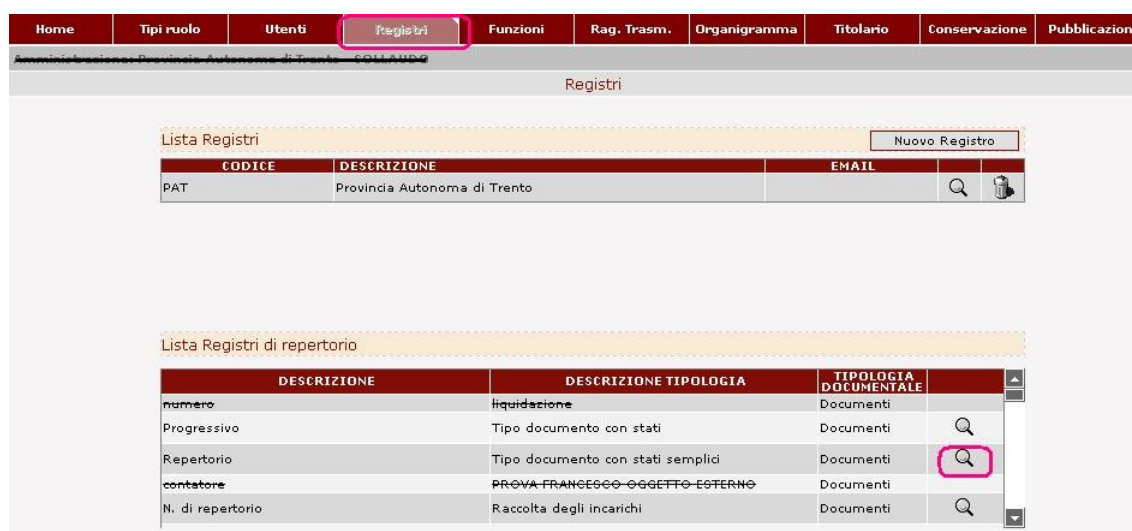 Home Tipi ruolo Utenti Registri Funzioni Rag. Trasm. Organigramma Titolario Conservazione Pubblicazion
Amministrazione: Provincia Autonoma di Trento - COLLAUDO
Registri
Lista Registri Nuovo Registro
CODICE DESCRIZIONE EMAIL
PAT Provincia Autonoma di Trento
Lista Registri di repertorio
DESCRIZIONE DESCRIZIONE TIPOLOGIA TIPOLOGIA DOCUMENTALE
numero liquidazione Documenti
Progressivo Tipo documento con stati Documenti
Repertorio Tipo documento con stati semplici Documenti
contatore PROVA FRANCESCO OGGETTO ESTERNO Documenti
N. di repertorio Raccolta degli incarichi Documenti